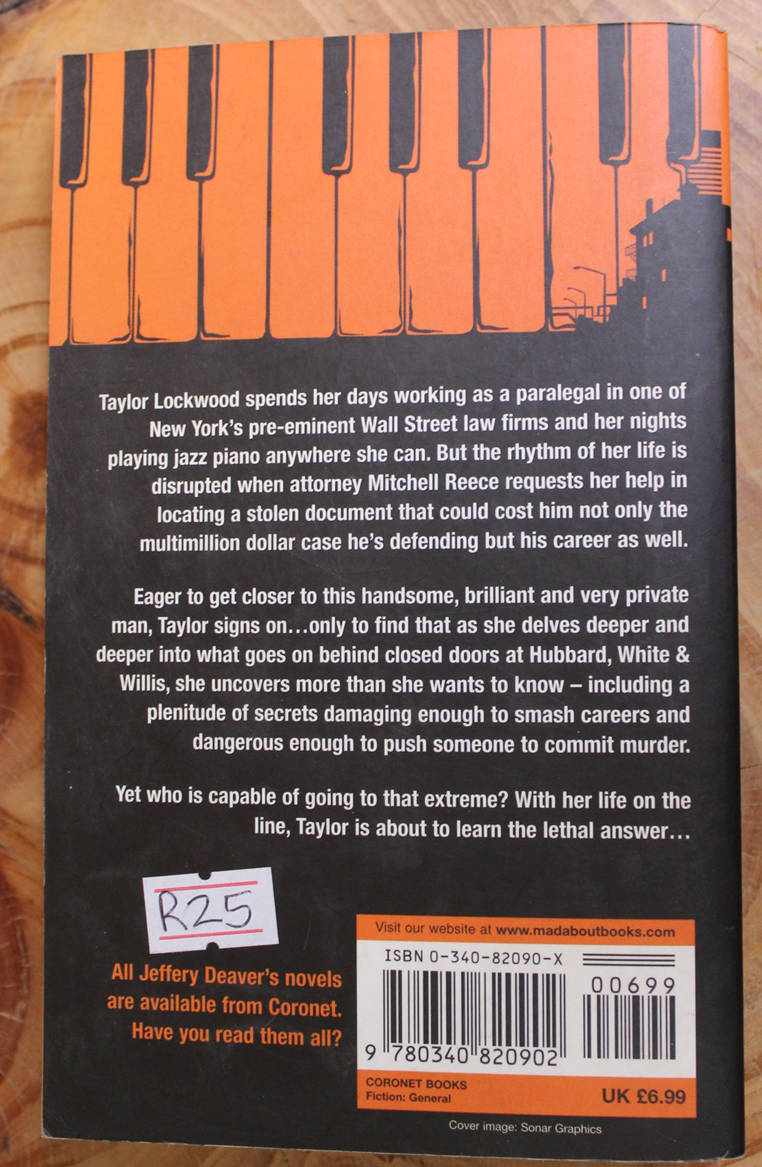 Taylor Lockwood spends her days working as a paralegal in one of
New York's pre-eminent Wall Street law firms and her nights
playing jazz piano anywhere she can. But the rhythm of her life is
disrupted when attorney Mitchell Reece requests her help in
locating a stolen document that could cost him not only the
multimillion dollar case he's defending but his career as well.
Eager to get closer to this handsome, brilliant and very private
man, Taylor signs on...only to find that as she delves deeper and
deeper into what goes on behind closed doors at Hubbard, White &
Willis, she uncovers more than she wants to know – including a
plenitude of secrets damaging enough to smash careers and
dangerous enough to push someone to commit murder.
Yet who is capable of going to that extreme? With her life on the
line, Taylor is about to learn the lethal answer...
R25
All Jeffery Deaver's novels
are available from Coronet.
Have you read them all?
Visit our website at www.madaboutbooks.com
ISBN 0-340-82090-X
00699
9 780340 820902
CORONET BOOKS
Fiction: General
UK £6.99
Cover image: Sonar Graphics